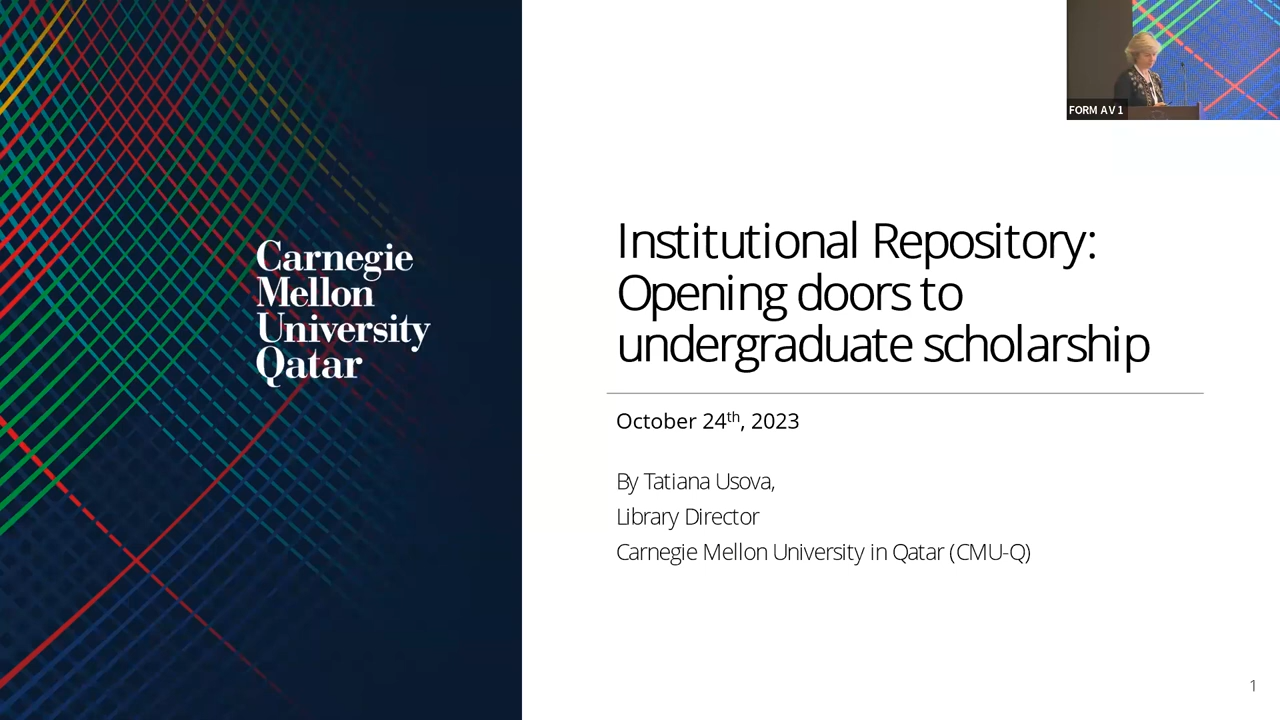 FORM AV 1
Carnegie
Mellon
University
Qatar
Institutional Repository:
Opening doors to
undergraduate scholarship
October 24th, 2023
By Tatiana Usova,
Library Director
Carnegie Mellon University in Qatar (CMU-Q)
1